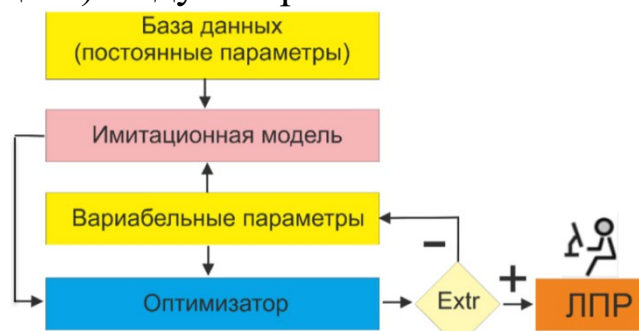 База данных
(постоянные параметры)
Имитационная модель
Вариабельные параметры
−
Оптимизатор
Extr
+
ЛПР